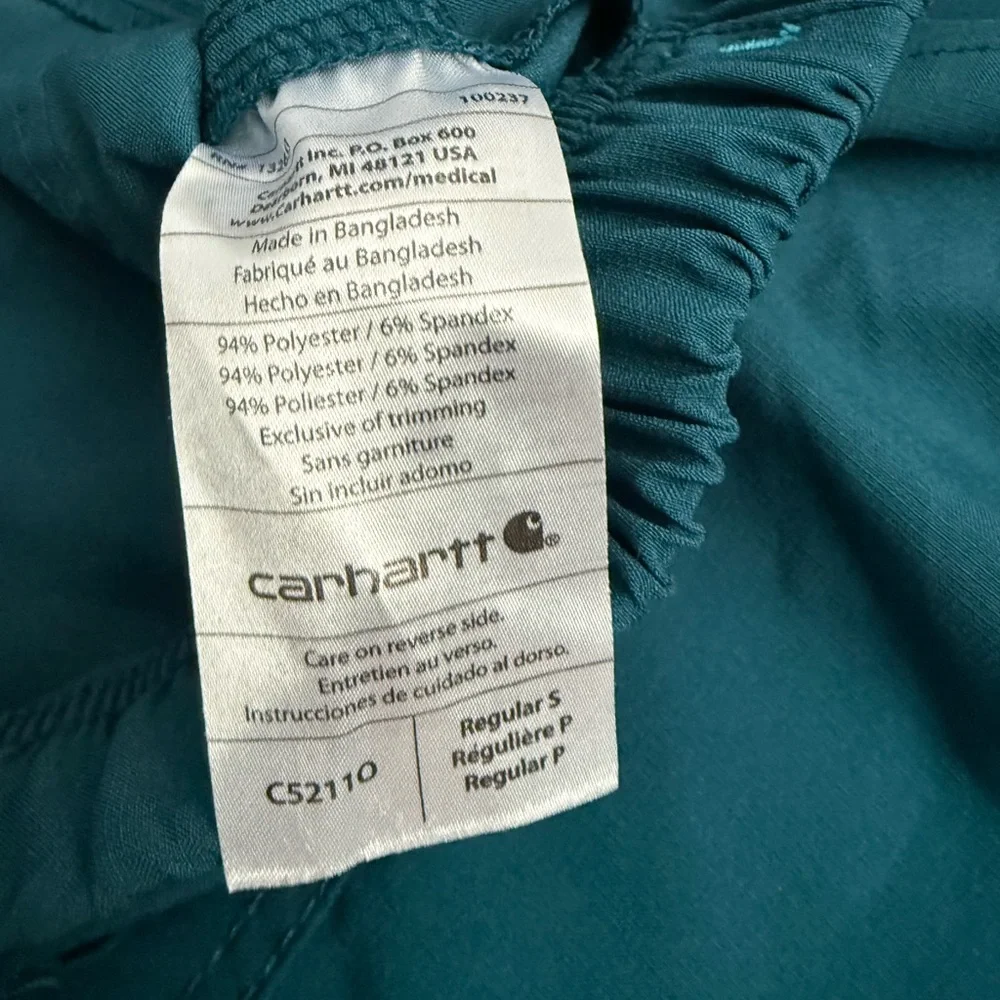 100237
Inc. P.O. Box 600
MI 48121 USA
www.carhartt.com/medical
Made in Bangladesh
Fabriqué au Bangladesh
Hecho en Bangladesh
94% Polyester / 6% Spandex
94% Polyester / 6% Spandex
94% Poliester / 6% Spandex
Exclusive of trimming
Sans garniture
Sin incluir adorno
carhartt
Care on reverse side.
Entretien au verso.
Instrucciones de cuidado al dorso.
C52110
Regular S
Régulière P
Regular P